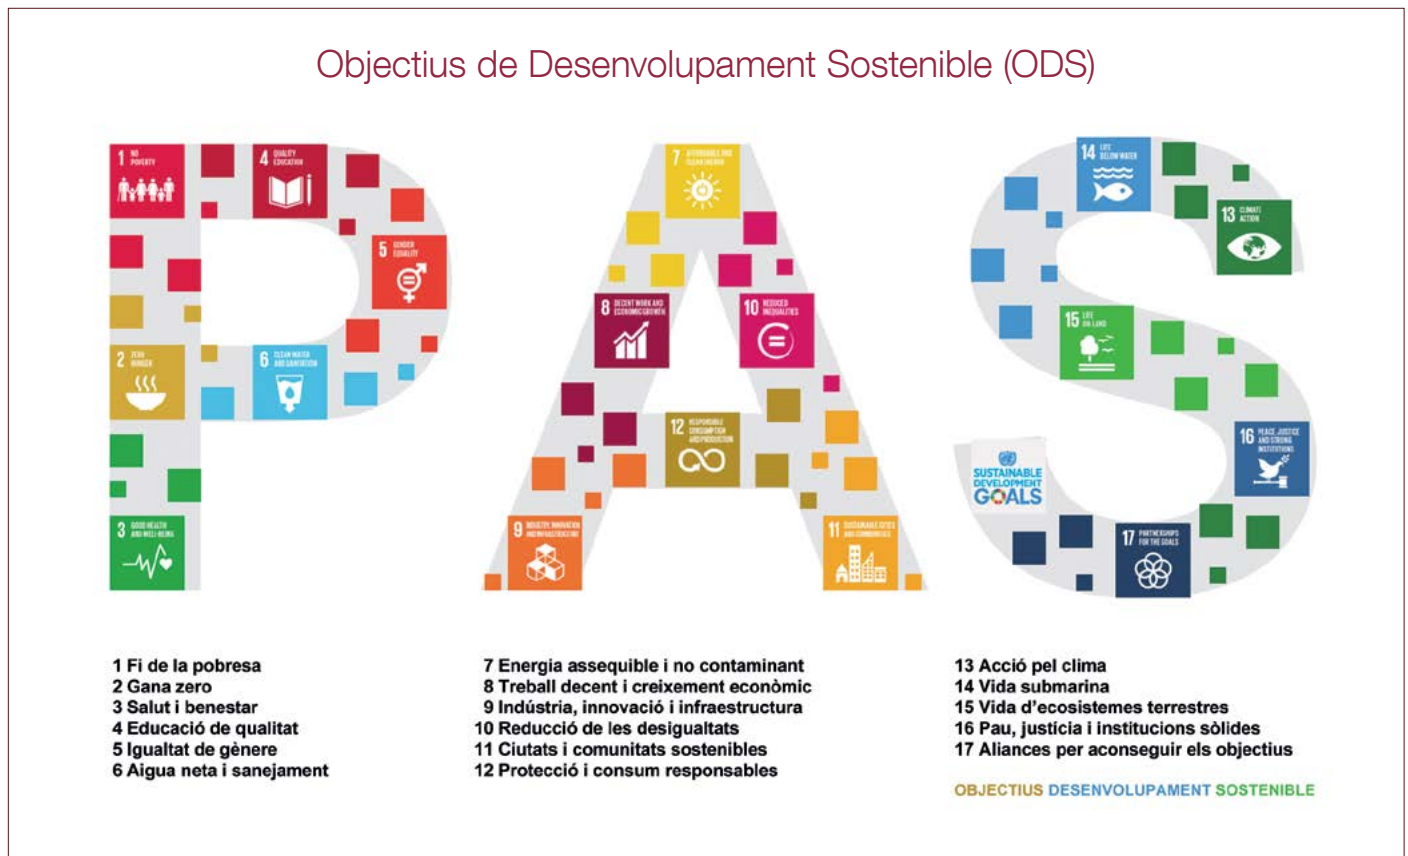 Objectius de Desenvolupament Sostenible (ODS)
1 NO
POVERTY
4 QUALITY
EDUCATION
5 GENDER
EQUALITY
2 ZERO
HUNGER
6 CLEAN WATER
AND SANITATION
3 GOOD HEALTH
AND WELL-BEING
7 AFFORDABLE AND
CLEAN ENERGY
8 DECENT WORK AND
ECONOMIC GROWTH
10 REDUCED
INEQUALITIES
12 RESPONSIBLE
CONSUMPTION
AND PRODUCTION
9 INDUSTRY, INNOVATION
AND INFRASTRUCTURE
11 SUSTAINABLE CITIES
AND COMMUNITIES
14 LIFE
BELOW WATER
13 CLIMATE
ACTION
15 LIFE
ON LAND
16 PEACE, JUSTICE
AND STRONG
INSTITUTIONS
SUSTAINABLE
DEVELOPMENT
GOALS
17 PARTNERSHIPS
FOR THE GOALS
1 Fi de la pobresa
2 Gana zero
3 Salut i benestar
4 Educació de qualitat
5 Igualtat de gènere
6 Aigua neta i sanejament
7 Energia assequible i no contaminant
8 Treball decent i creixement econòmic
9 Indústria, innovació i infraestructura
10 Reducció de les desigualtats
11 Ciutats i comunitats sostenibles
12 Protecció i consum responsables
13 Acció pel clima
14 Vida submarina
15 Vida d'ecosistemes terrestres
16 Pau, justícia i institucions sòlides
17 Aliances per aconseguir els objectius
OBJECTIUS DESENVOLUPAMENT SOSTENIBLE